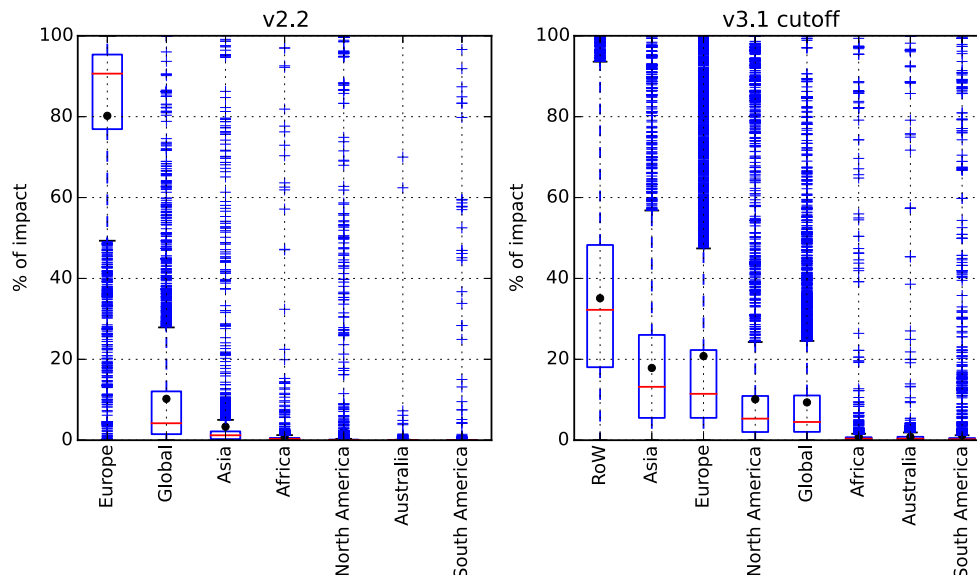 v2.2
% of impact
100
80
60
40
20
0
Europe
Global
Asia
Africa
North America
Australia
South America
v3.1 cutoff
% of impact
100
80
60
40
20
0
RoW
Asia
Europe
North America
Global
Africa
Australia
South America